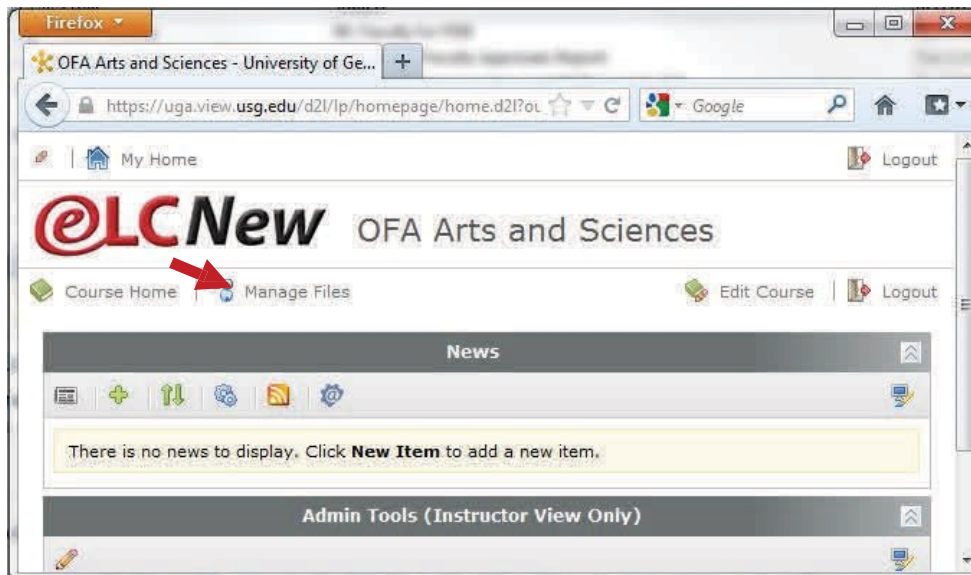 Firefox
OFA Arts and Sciences - University of Ge... +
https://uga.view.usg.edu/d2l/lp/homepage/home.d2l?ou Google
My Home Logout
@LC New OFA Arts and Sciences
Course Home | Manage Files Edit Course | Logout
News
There is no news to display. Click New Item to add a new item.
Admin Tools (Instructor View Only)